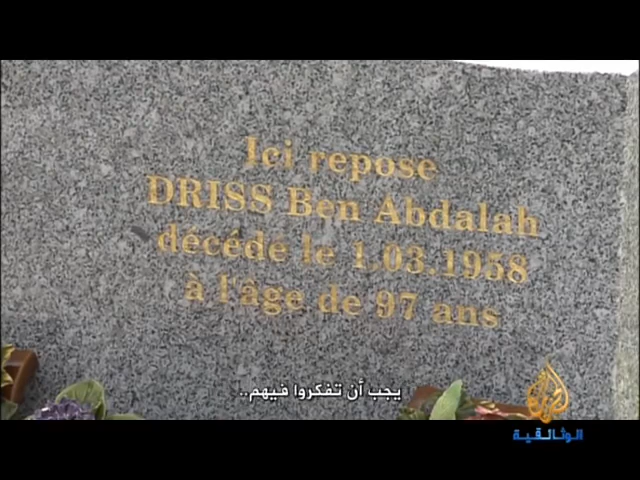 Ici repose
DRISS Ben Abdalah
décédé le 1.03.1958
à l'âge de 97 ans
يجب أن تفكروا فيهم..
الجزيرة
الوثائقية